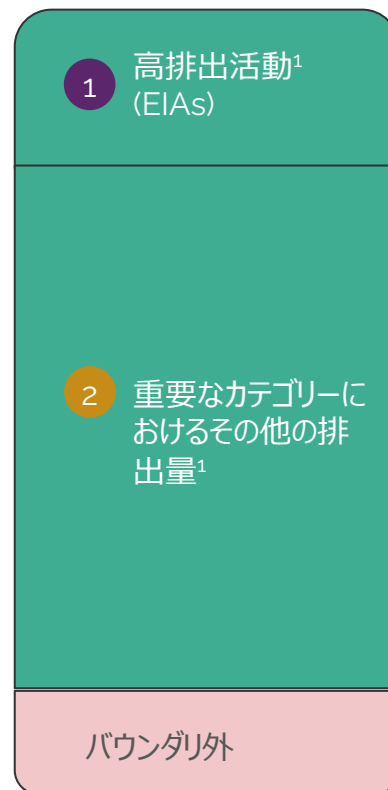 1
高排出活動¹
(EIAs)
2
重要なカテゴリーに
おけるその他の排
出量¹
バウンダリ外